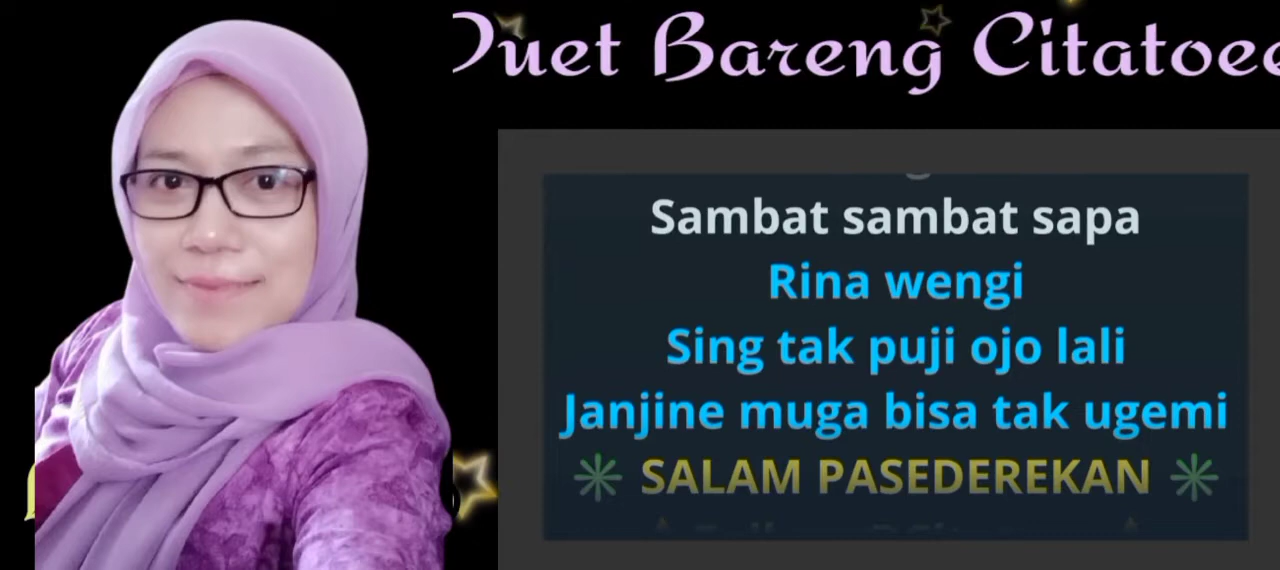 Duet Bareng Citatoe
Sambat sambat sapa
Rina wengi
Sing tak puji ojo lali
Janjine muga bisa tak ugemi
✳ SALAM PASEDEREKAN ✳